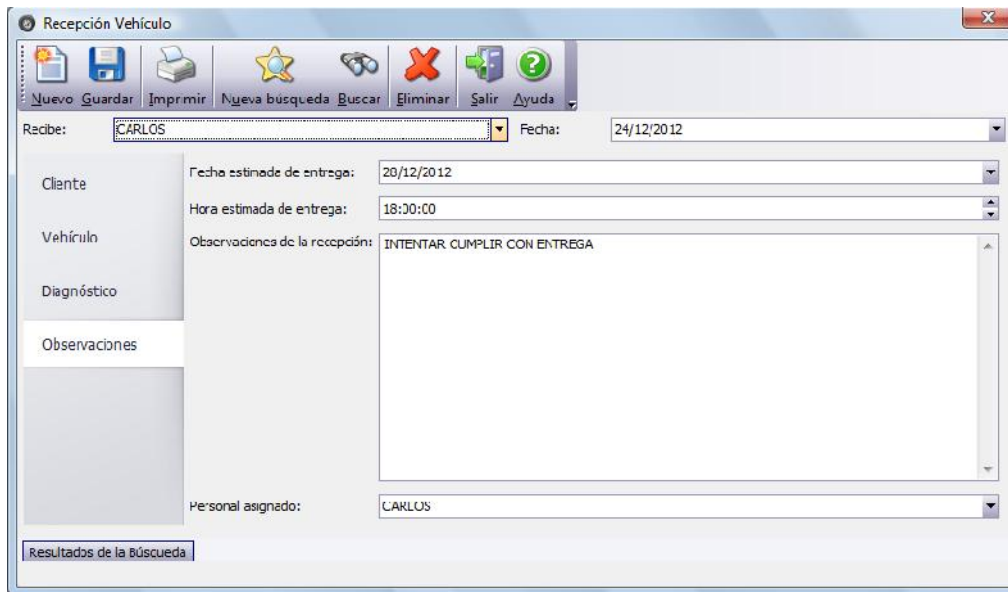 Recepción Vehículo
Nuevo Guardar Imprimir Nueva búsqueda Buscar Eliminar Salir Ayuda
Recibe: CARLOS Fecha: 24/12/2012
Cliente
Vehículo
Diagnóstico
Observaciones
Fecha estimada de entrega: 28/12/2012
Hora estimada de entrega: 18:00:00
Observaciones de la recepción: INTENTAR CUMPLIR CON ENTREGA
Personal asignado: CARLOS
Resultados de la Búsqueda